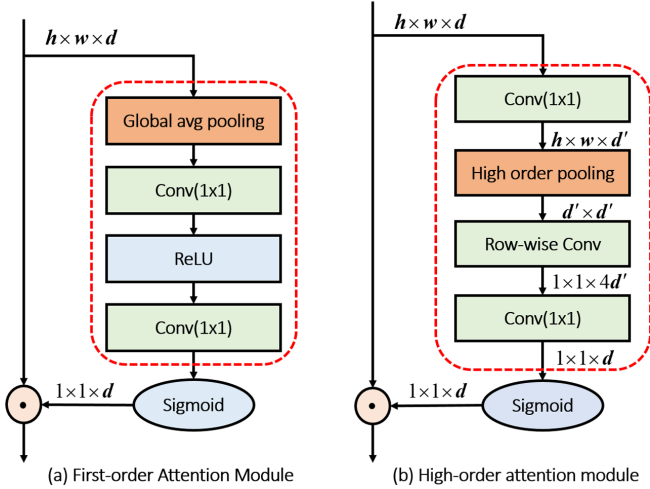 h × w × d
Global avg pooling
Conv(1x1)
ReLU
Conv(1x1)
1 × 1 × d
Sigmoid
(a) First-order Attention Module
h × w × d
Conv(1x1)
h × w × d′
High order pooling
d′ × d′
Row-wise Conv
1 × 1 × 4d′
Conv(1x1)
1 × 1 × d
1 × 1 × d
Sigmoid
(b) High-order attention module